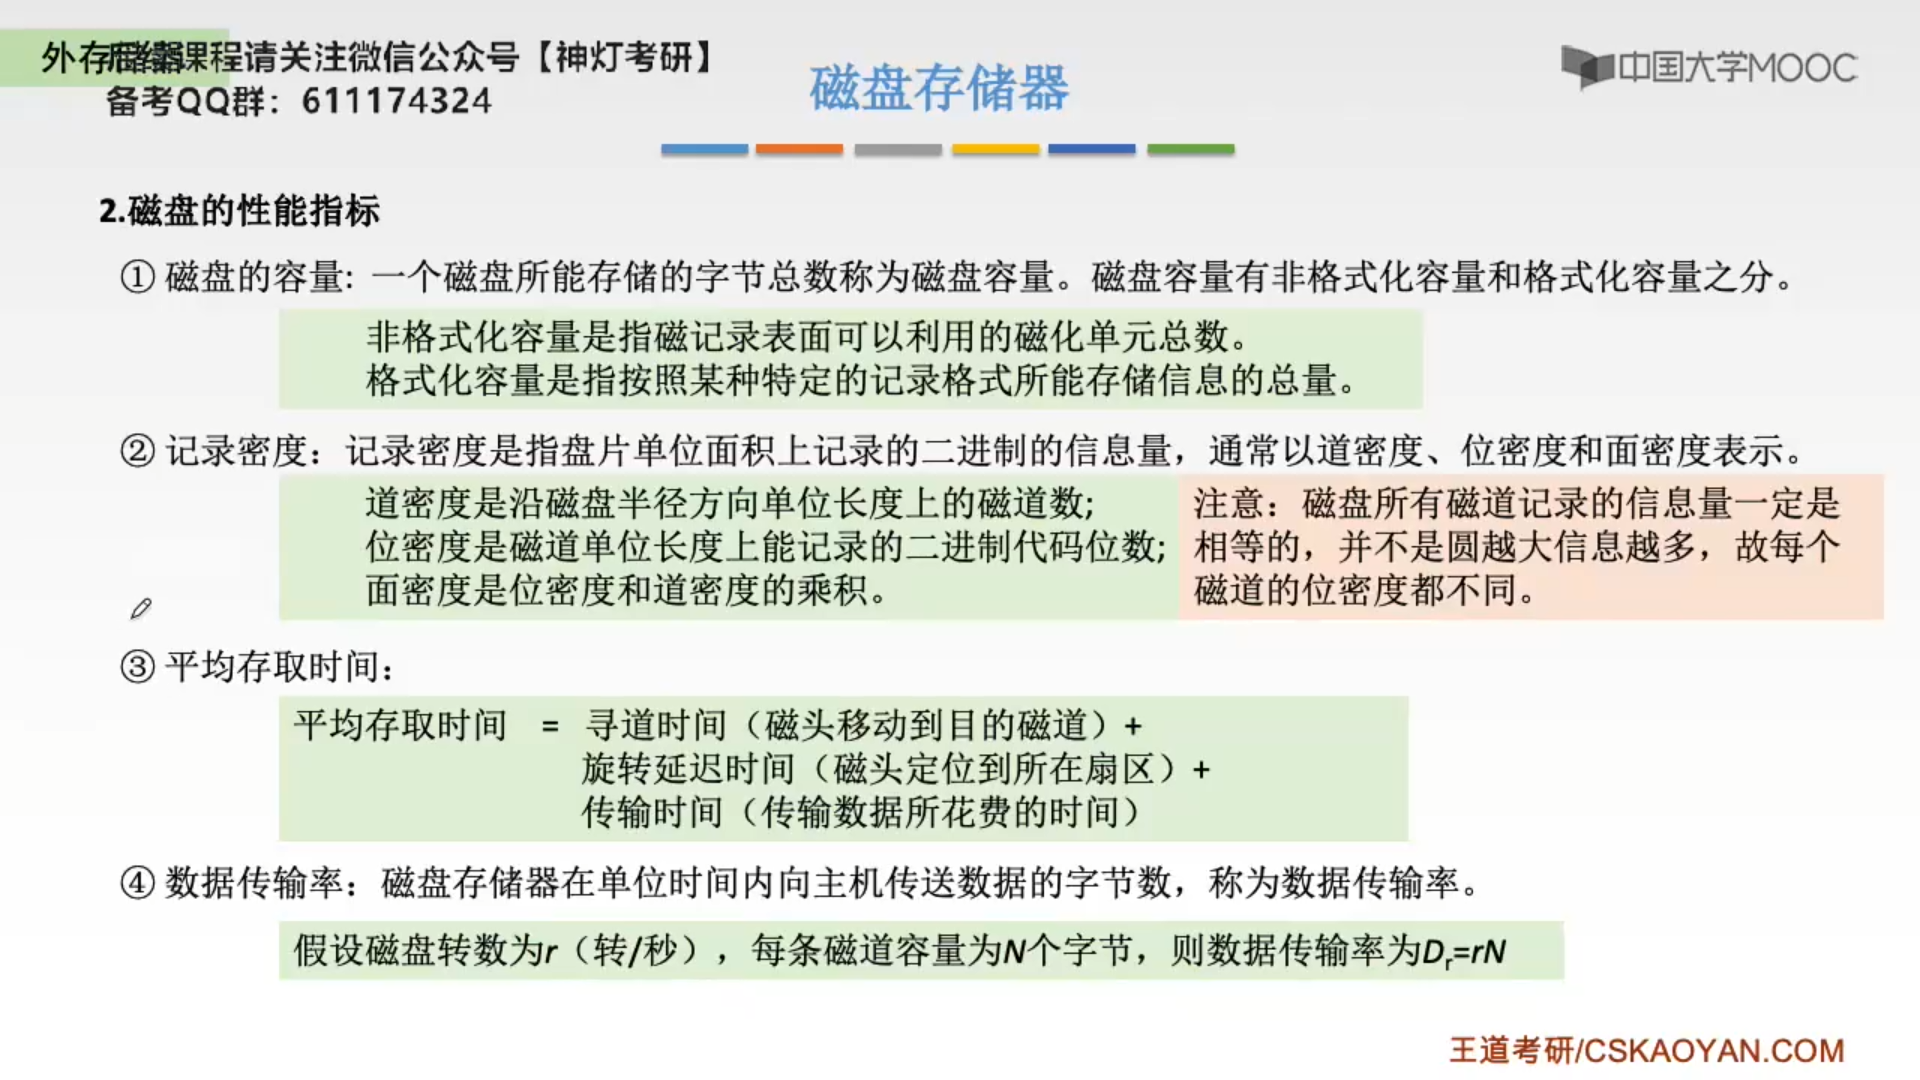 外存储器课程请关注微信公众号【神灯考研】
备考QQ群：611174324
磁盘存储器
中国大学MOOC
2.磁盘的性能指标
① 磁盘的容量：一个磁盘所能存储的字节总数称为磁盘容量。磁盘容量有非格式化容量和格式化容量之分。
非格式化容量是指磁记录表面可以利用的磁化单元总数。
格式化容量是指按照某种特定的记录格式所能存储信息的总量。
② 记录密度：记录密度是指盘片单位面积上记录的二进制的信息量，通常以道密度、位密度和面密度表示。
道密度是沿磁盘半径方向单位长度上的磁道数;
位密度是磁道单位长度上能记录的二进制代码位数;
面密度是位密度和道密度的乘积。
注意：磁盘所有磁道记录的信息量一定是
相等的，并不是圆越大信息越多，故每个
磁道的位密度都不同。
③ 平均存取时间：
平均存取时间 = 寻道时间（磁头移动到目的磁道）+
旋转延迟时间（磁头定位到所在扇区）+
传输时间（传输数据所花费的时间）
④ 数据传输率：磁盘存储器在单位时间内向主机传送数据的字节数，称为数据传输率。
假设磁盘转数为r（转/秒），每条磁道容量为N个字节，则数据传输率为Dr=rN
王道考研/CSKAOYAN.COM